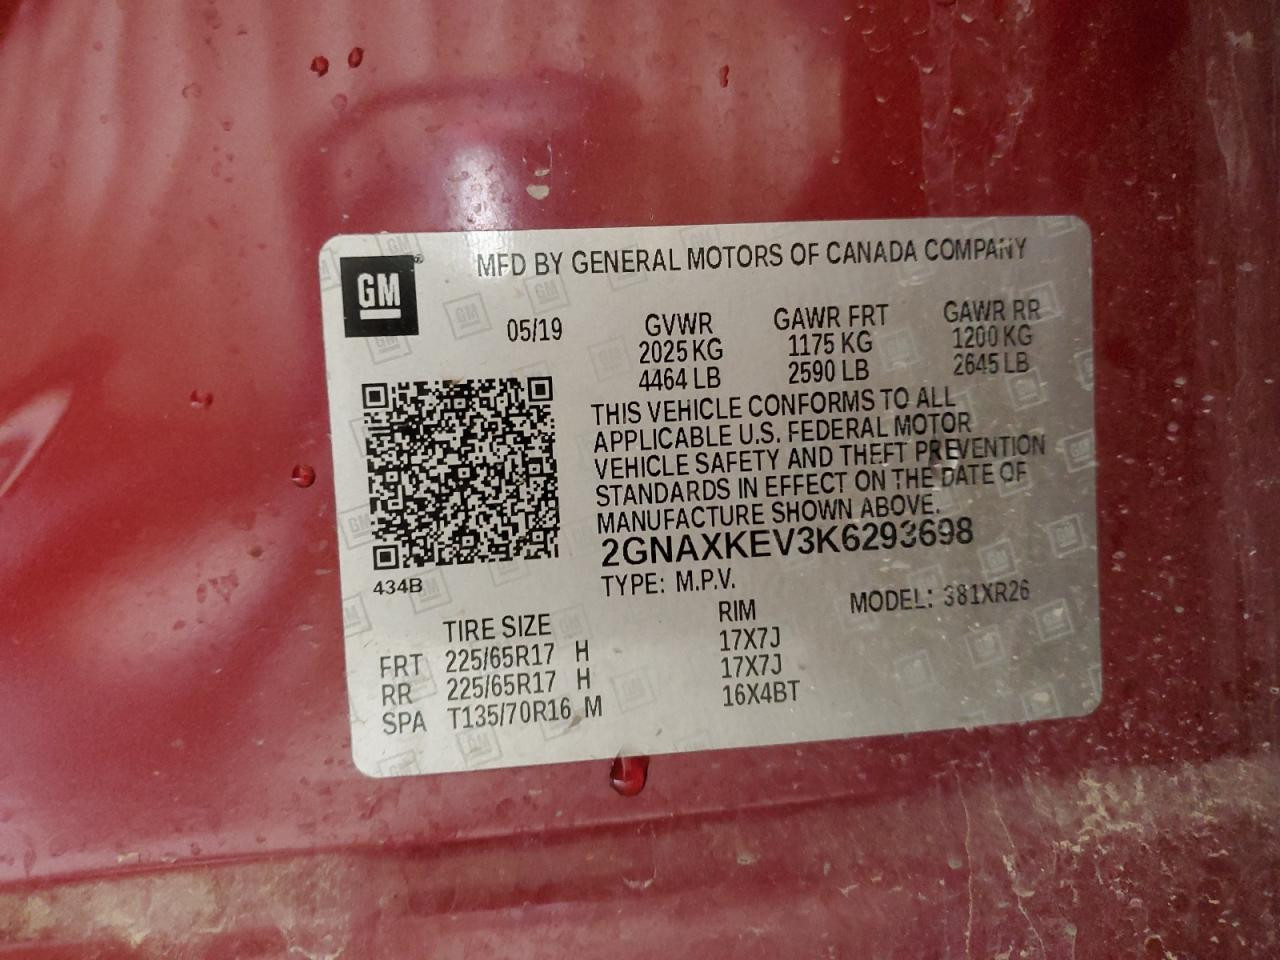 GM
MFD BY GENERAL MOTORS OF CANADA COMPANY
05/19
GVWR GAWR FRT GAWR RR
2025 KG 1175 KG 1200 KG
4464 LB 2590 LB 2645 LB
THIS VEHICLE CONFORMS TO ALL
APPLICABLE U.S. FEDERAL MOTOR
VEHICLE SAFETY AND THEFT PREVENTION
STANDARDS IN EFFECT ON THE DATE OF
MANUFACTURE SHOWN ABOVE.
2GNAXKEV3K6293698
434B
TYPE: M.P.V. MODEL: 381XR26
TIRE SIZE RIM
FRT 225/65R17 H 17X7J
RR 225/65R17 H 17X7J
SPA T135/70R16 M 16X4BT